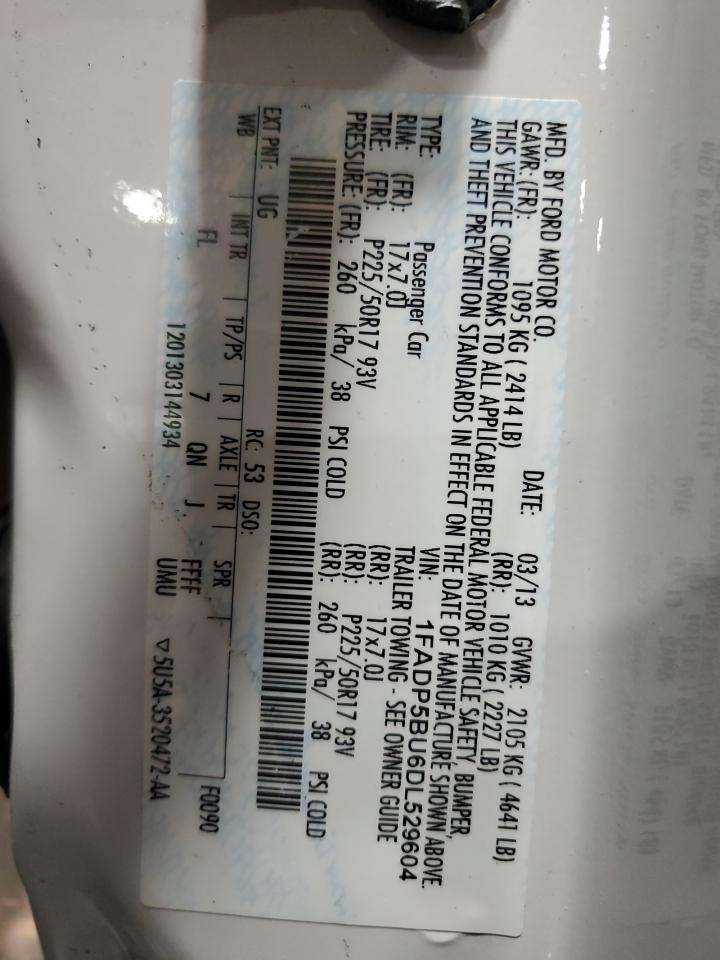 MFD. BY FORD MOTOR CO.
DATE: 03/13 GVWR: 2105 KG ( 4641 LB)
GAWR: (FR): 1095 KG ( 2414 LB) (RR): 1010 KG ( 2227 LB)
THIS VEHICLE CONFORMS TO ALL APPLICABLE FEDERAL MOTOR VEHICLE SAFETY, BUMPER,
AND THEFT PREVENTION STANDARDS IN EFFECT ON THE DATE OF MANUFACTURE SHOWN ABOVE.
VIN: 1FADP5BU6DL529604
TYPE: Passenger Car TRAILER TOWING - SEE OWNER GUIDE
RIM: (FR): 17x7.0J (RR): 17x7.0J
TIRE: (FR): P225/50R17 93V (RR): P225/50R17 93V
PRESSURE: (FR): 260 kPa/ 38 PSI COLD (RR): 260 kPa/ 38 PSI COLD
EXT PNT: UG RC: 53 DSO: F0090
WB INT TR TP/PS R AXLE TR SPR
FL 7 QN J FFFF
1201303144934 UMU ▽5U5A-3520472-AA